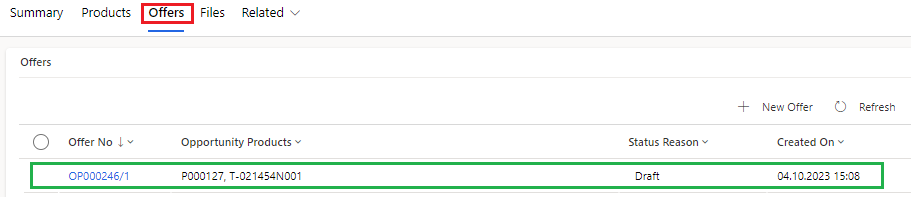 Summary Products Offers Files Related
Offers
New Offer Refresh
Offer No Opportunity Products Status Reason Created On
OP000246/1 P000127, T-021454N001 Draft 04.10.2023 15:08